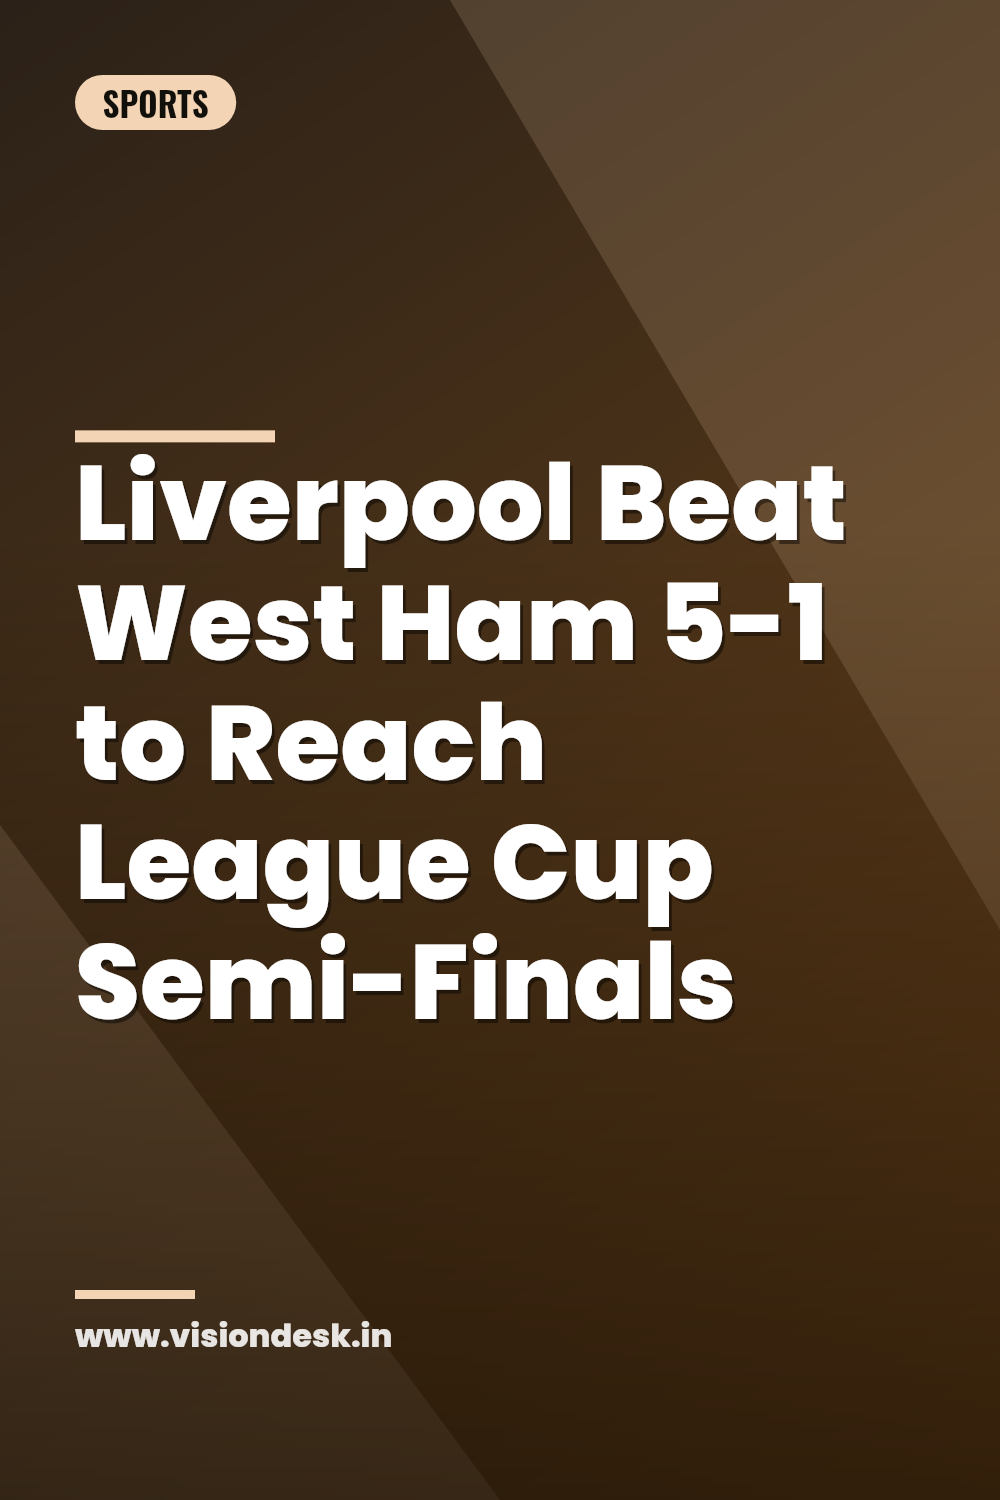 SPORTS
Liverpool Beat
West Ham 5-1
to Reach
League Cup
Semi-Finals
www.visiondesk.in